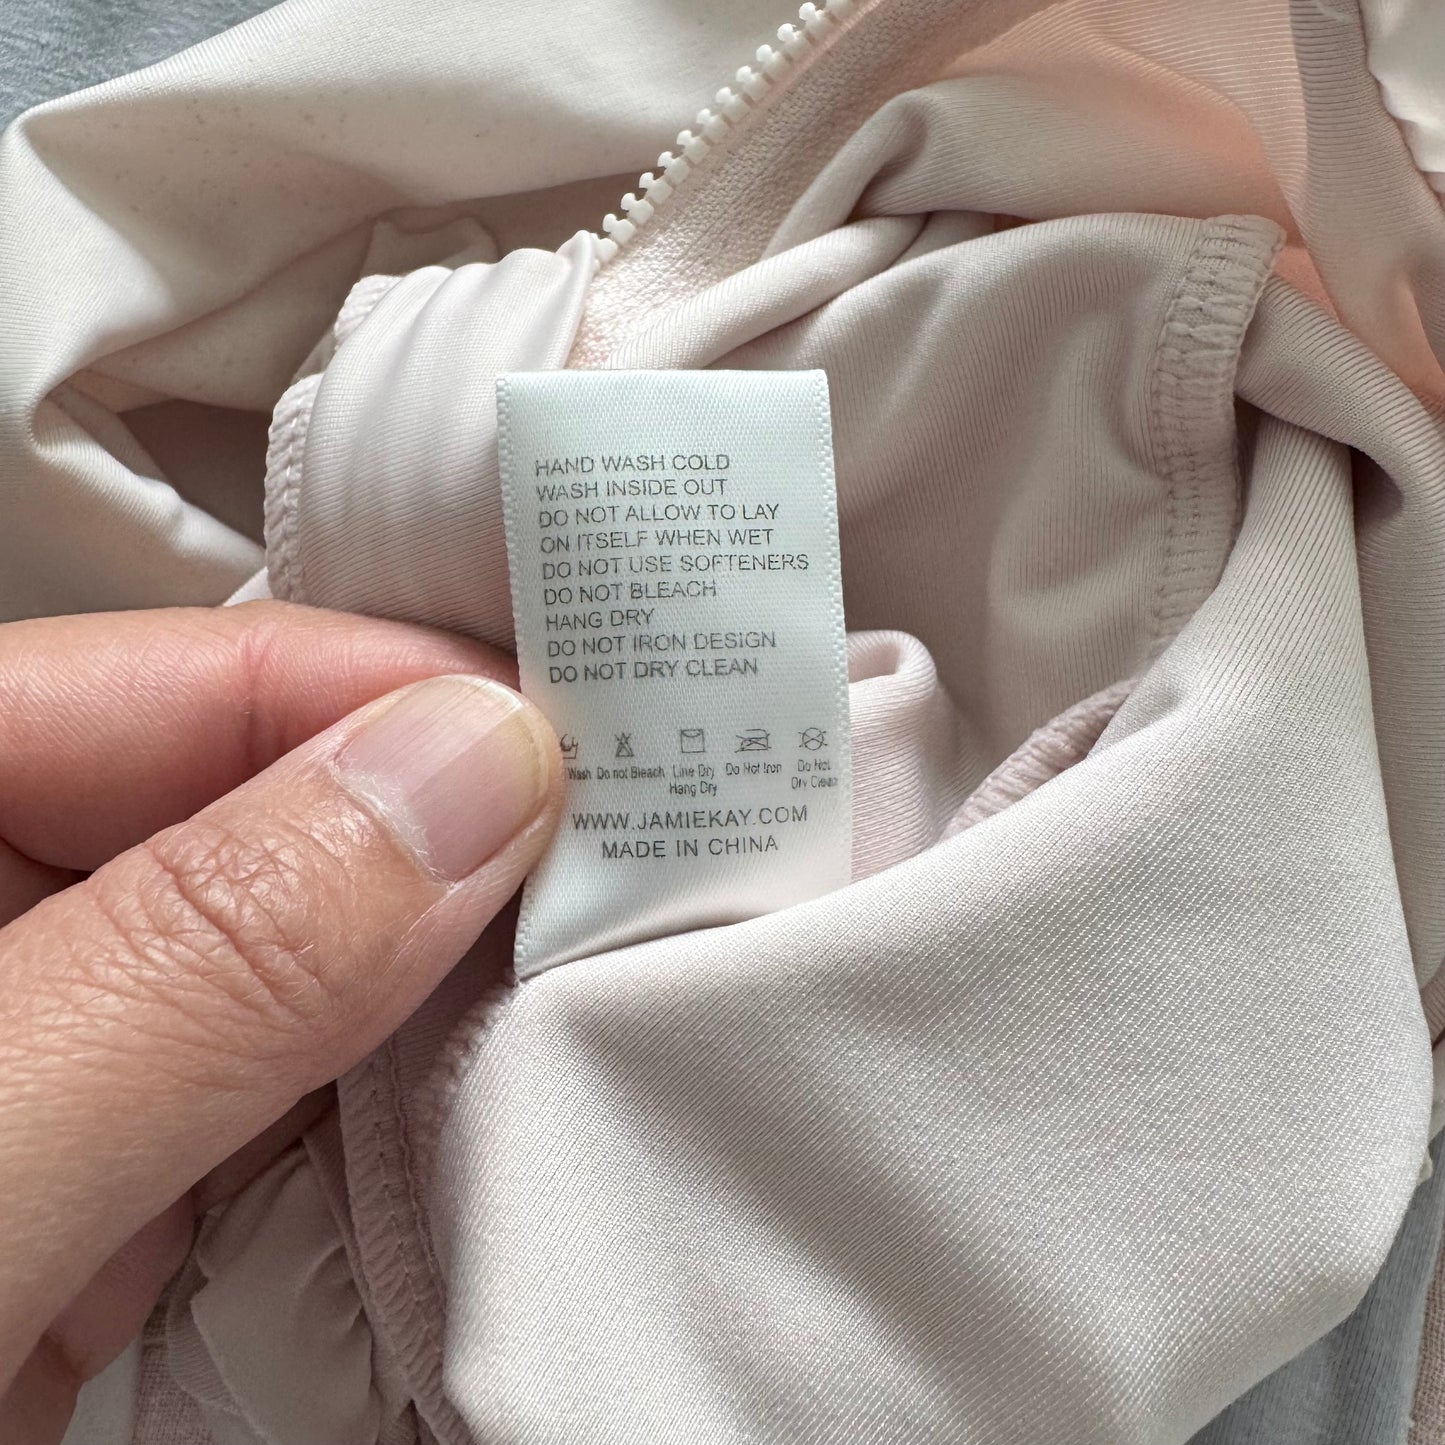 HAND WASH COLD
WASH INSIDE OUT
DO NOT ALLOW TO LAY
ON ITSELF WHEN WET
DO NOT USE SOFTENERS
DO NOT BLEACH
HANG DRY
DO NOT IRON DESIGN
DO NOT DRY CLEAN
Wash Do not Bleach Line Dry Do Not Iron Do Not
Hang Dry Dry Clean
WWW.JAMIEKAY.COM
MADE IN CHINA